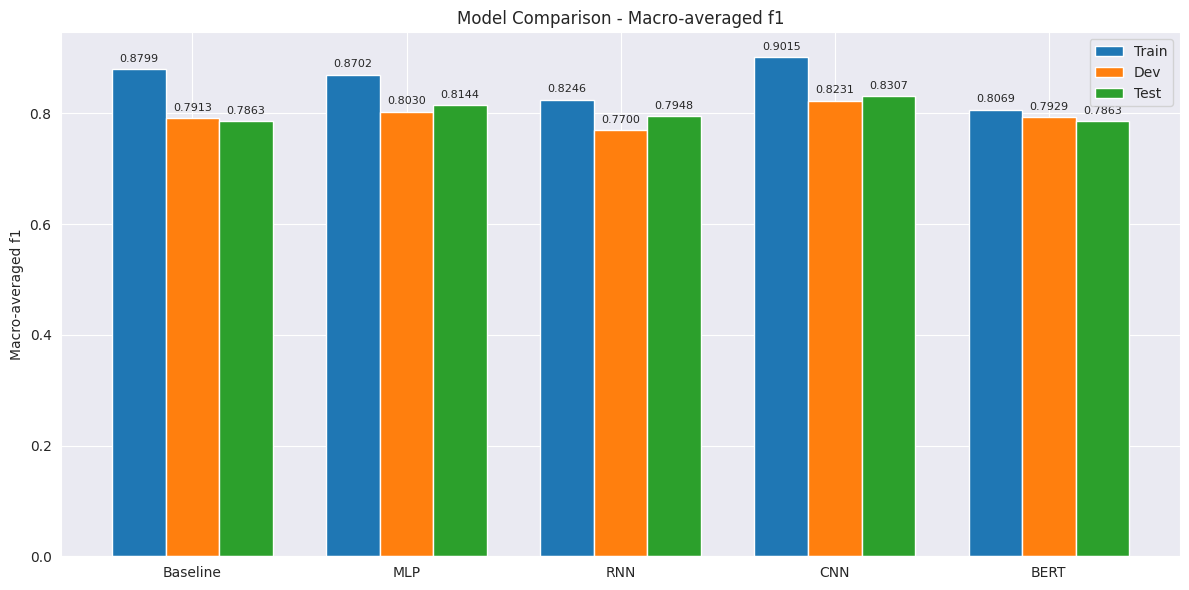 Model Comparison - Macro-averaged f1
Macro-averaged f1
0.8
0.6
0.4
0.2
0.0
0.8799
0.7913
0.7863
0.8702
0.8030
0.8144
0.8246
0.7700
0.7948
0.9015
0.8231
0.8307
0.8069
0.7929
0.7863
Train
Dev
Test
Baseline
MLP
RNN
CNN
BERT